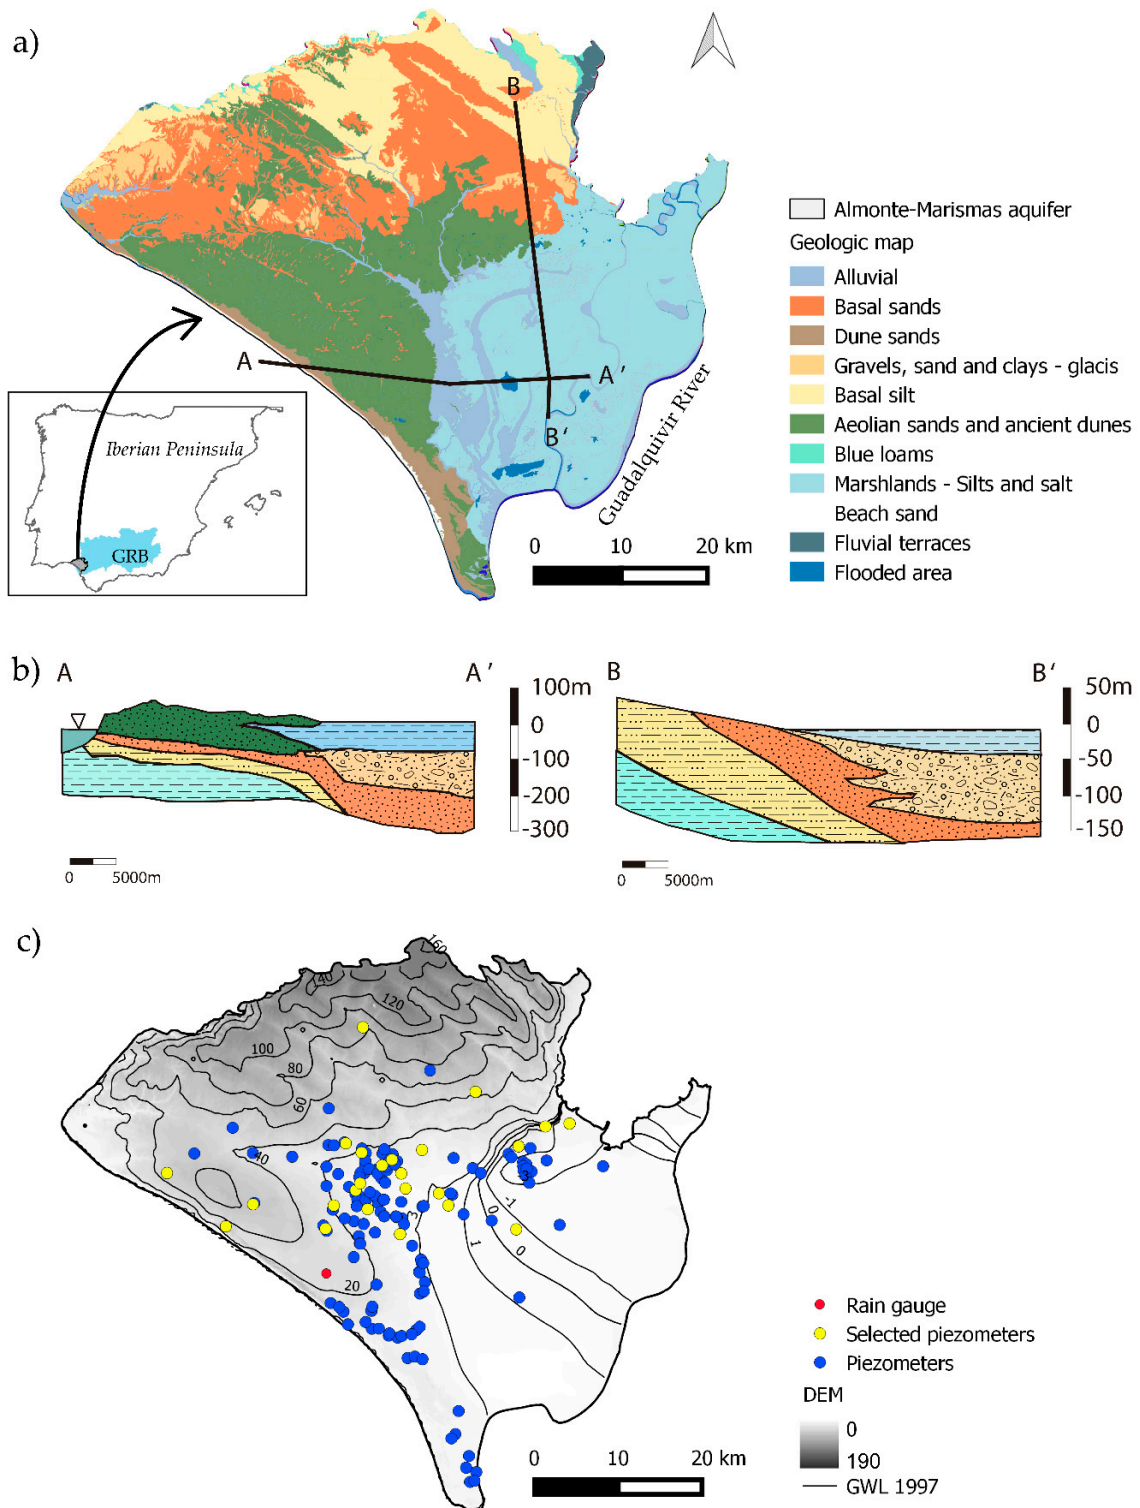 a)
B
Almonte-Marismas aquifer
Geologic map
Alluvial
Basal sands
Dune sands
Gravels, sand and clays - glacis
Basal silt
Aeolian sands and ancient dunes
Blue loams
Marshlands - Silts and salt
Beach sand
Fluvial terraces
Flooded area
A
A'
B'
Guadalquivir River
Iberian Peninsula
GRB
0 10 20 km
b)
A A' B B'
100m
0
-100
-200
-300
50m
0
-50
-100
-150
0 5000m
0 5000m
c)
160
40
120
100
80
60
40
3
-1
3
0
1
0
20
Rain gauge
Selected piezometers
Piezometers
DEM
0
190
GWL 1997
0 10 20 km